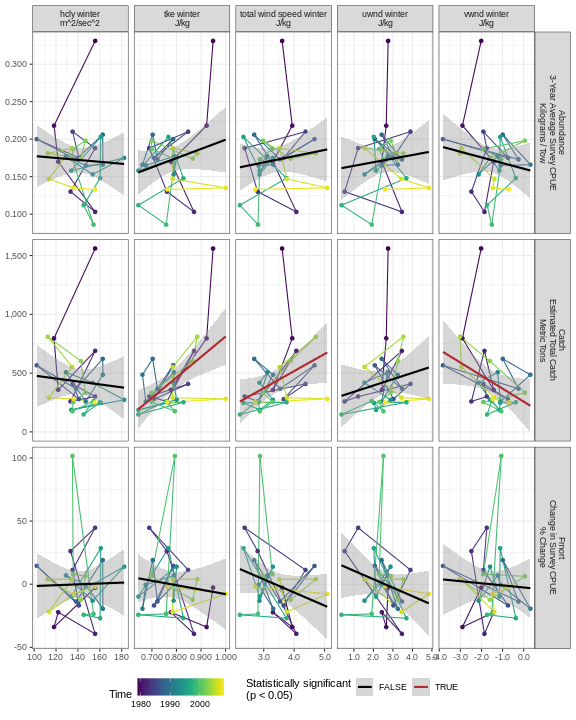 hcly winter
m^2/sec^2
tke winter
J/kg
total wind speed winter
J/kg
uwnd winter
J/kg
vwnd winter
J/kg
0.300
0.250
0.200
0.150
0.100
Abundance
3-Year Average Survey CPUE
Kilograms / Tow
1,500
1,000
500
0
Catch
Estimated Total Catch
Metric Tons
100
50
0
-50
Fmort
Change in Survey CPUE
% Change
100 120 140 160 180
0.700 0.800 0.900 1.000
3.0 4.0 5.0
1.0 2.0 3.0 4.0 5.0
-4.0 -3.0 -2.0 -1.0 0.0
Time
1980 1990 2000
Statistically significant
(p < 0.05)
FALSE
TRUE